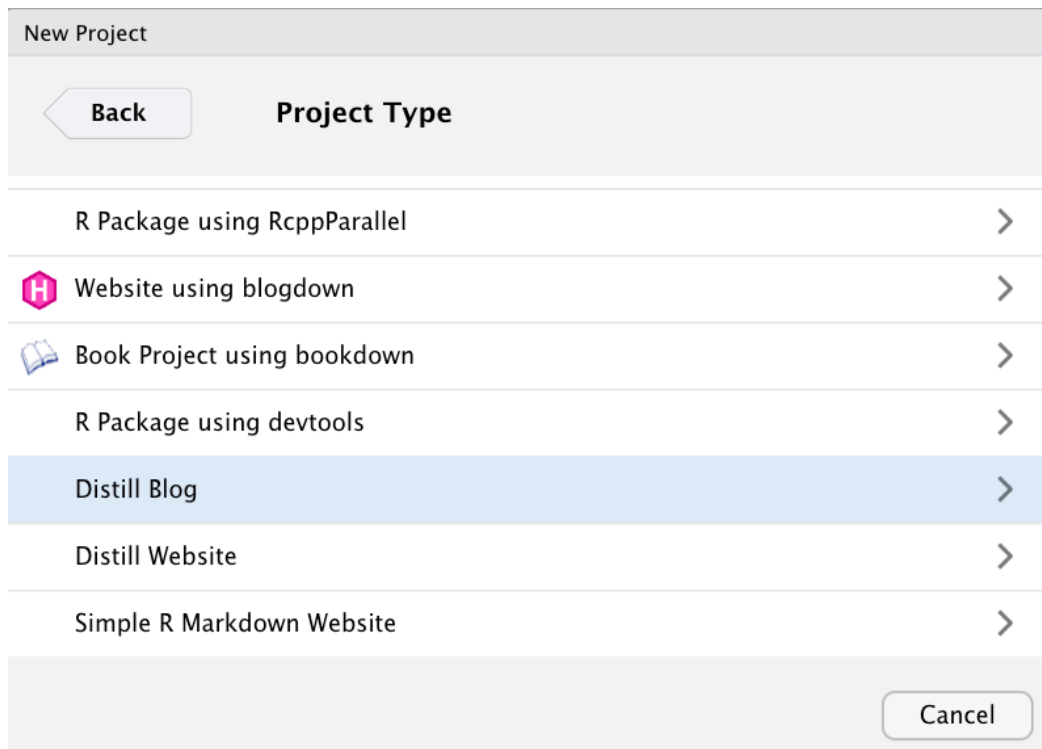 New Project
Back
Project Type
R Package using RcppParallel
H
Website using blogdown
Book Project using bookdown
R Package using devtools
Distill Blog
Distill Website
Simple R Markdown Website
Cancel